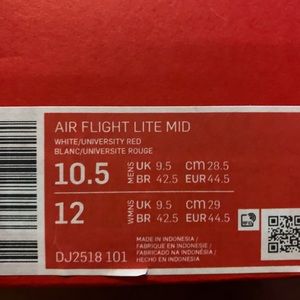 AIR FLIGHT LITE MID
WHITE/UNIVERSITY RED
BLANC/UNIVERSITE ROUGE
10.5 MENS UK 9.5 CM 28.5
BR 42.5 EUR 44.5
12 WMNS UK 9.5 CM 29
BR 42.5 EUR 44.5
DJ2518 101
MADE IN INDONESIA /
FABRIQUE EN INDONESIE /
FABRICADO NA INDONÉSIA /
HECHO EN INDONESIA